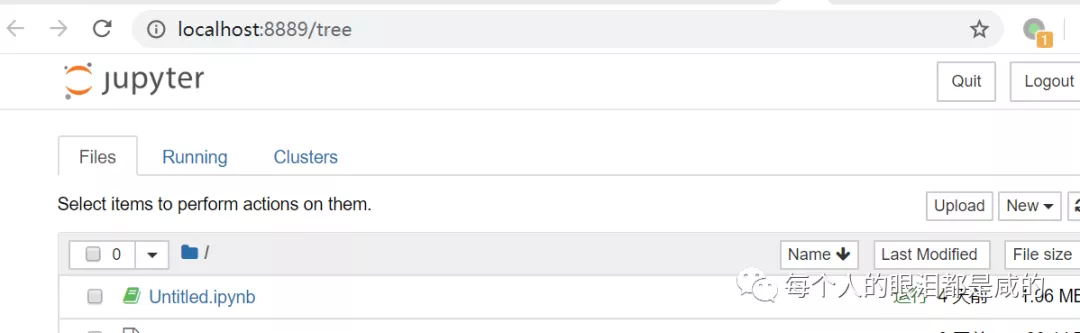 localhost:8889/tree
1
jupyter
Quit
Logout
Files
Running
Clusters
Select items to perform actions on them.
Upload
New
0
/
Name
Last Modified
File size
Untitled.ipynb
运行
4 天前
1.96 MB
每个人的眼泪都是咸的